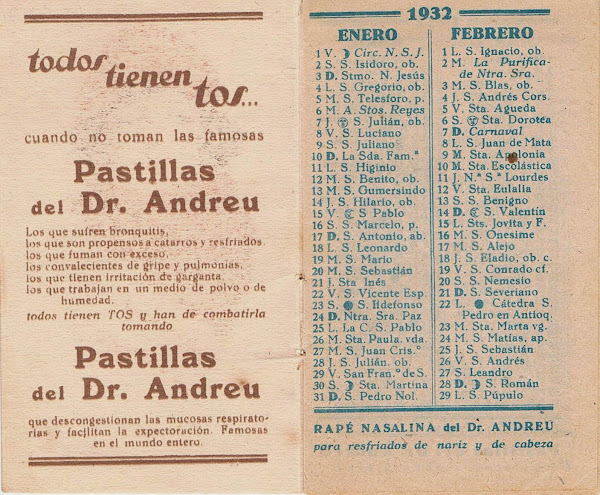 todos
tienen
tos...
cuando no toman las famosas
Pastillas
del Dr. Andreu
Los que sufren bronquitis,
los que son propensos a catarros y resfriados.
los que fuman con exceso,
los convalecientes de gripe y pulmonías,
los que tienen irritación de garganta.
los que trabajan en un medio de polvo o de
humedad.
todos tienen TOS y han de combatirla
tomando
Pastillas
del Dr. Andreu
que descongestionan las mucosas respirato-
rias y facilitan la expectoración. Famosas
en el mundo entero.
1932
ENERO
1 V. Circ. N. S. J.
2 S. S. Isidoro, ob.
3 D. Stmo. N. Jesús
4 L. S. Gregorio, ob.
5 M. S. Telesforo, p.
6 M. A. Stos. Reyes
7 J. S. Julián, ob.
8 V. S. Luciano
9 S. S. Juliano
10 D. La Sda. Fam.ª
11 L. S. Higinio
12 M. S. Benito, ob.
13 M. S. Gumersindo
14 J. S. Hilario, ob.
15 V. S Pablo
16 S. S. Marcelo, p.
17 D. S. Antonio, ab.
18 L. S. Leonardo
19 M. S. Mario
20 M. S. Sebastián
21 J. Sta Inés
22 V. S. Vicente Esp.
23 S. S Ildefonso
24 D. Ntra. Sra. Paz
25 L. La C. S. Pablo
26 M. Sta. Paula. vda.
27 M. S. Juan Cris.º
28 J. S. Julián. ob.
29 V. San Fran.º de S.
30 S. Sta. Martina
31 D. S. Pedro Nol.
FEBRERO
1 L. S. Ignacio, ob.
2 M. La Purifica-
de Ntra. Sra.
3 M. S. Blas, ob.
4 J. S. Andrés Cors.
5 V. Sta. Agueda
6 S. Sta. Dorotea
7 D. Carnaval
8 L. S. Juan de Mata
9 M. Sta. Apolonia
10 M. Sta. Escolástica
11 J. N.ª S.ª Lourdes
12 V. Sta. Eulalia
13 S. S. Benigno
14 D. S. Valentín
15 L. Sts. Jovita y F.
16 M. S. Onesime
17 M. S. Alejo
18 J. S. Eladio, ob. c.
19 V. S. Conrado cf.
20 S. S. Nemesio
21 D. S. Severiano
22 L. Cátedra S.
Pedro en Antioq.
23 M. Sta. Marta vg.
24 M. S. Matías, ap.
25 J. S. Sebastián
26 V. S. Andrés
27 S. Leandro
28 D. S. Román
29 L. S. Púpulo
RAPÉ NASALINA del Dr. ANDREU
para resfriados de nariz y de cabeza